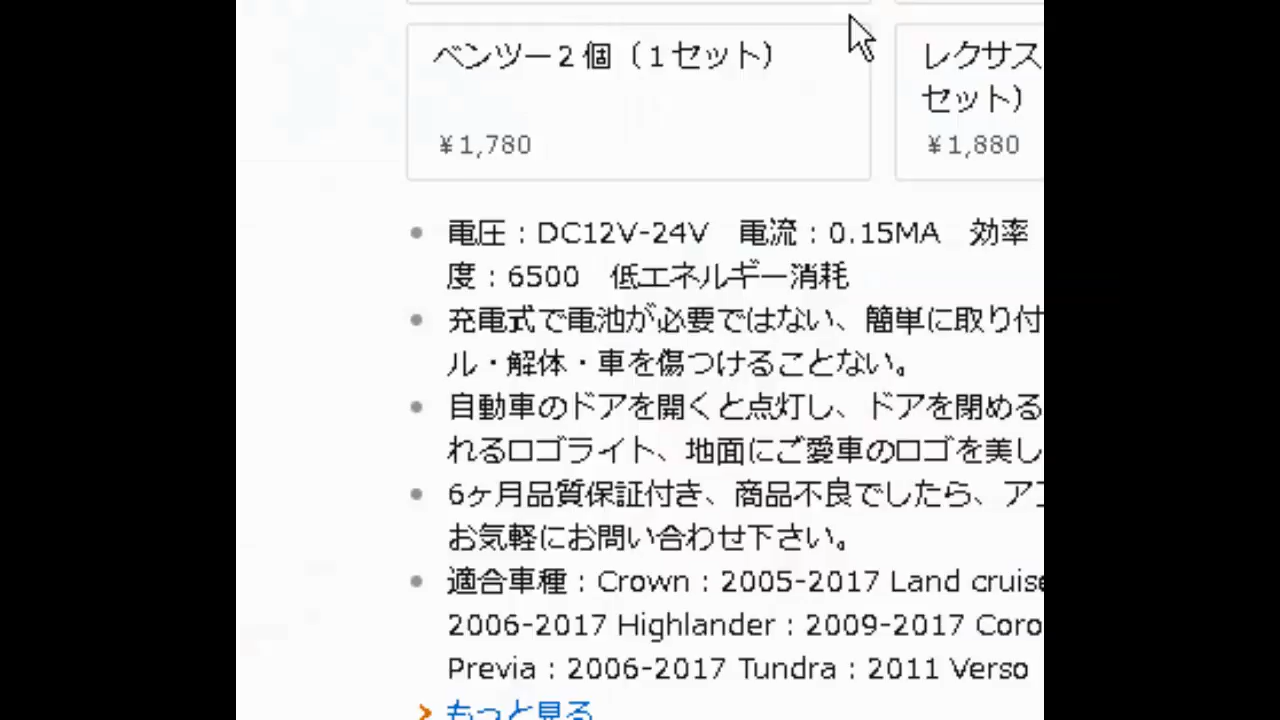 ベンツー2個（1セット）
¥1,780
レクサス
セット）
¥1,880
電圧：DC12V-24V　電流：0.15MA　効率
度：6500　低エネルギー消耗
充電式で電池が必要ではない、簡単に取り付
ル・解体・車を傷つけることない。
自動車のドアを開くと点灯し、ドアを閉める
れるロゴライト、地面にご愛車のロゴを美し
6ヶ月品質保証付き、商品不良でしたら、ア
お気軽にお問い合わせ下さい。
適合車種：Crown：2005-2017 Land cruise
2006-2017 Highlander：2009-2017 Coro
Previa：2006-2017 Tundra：2011 Verso
もっと見る